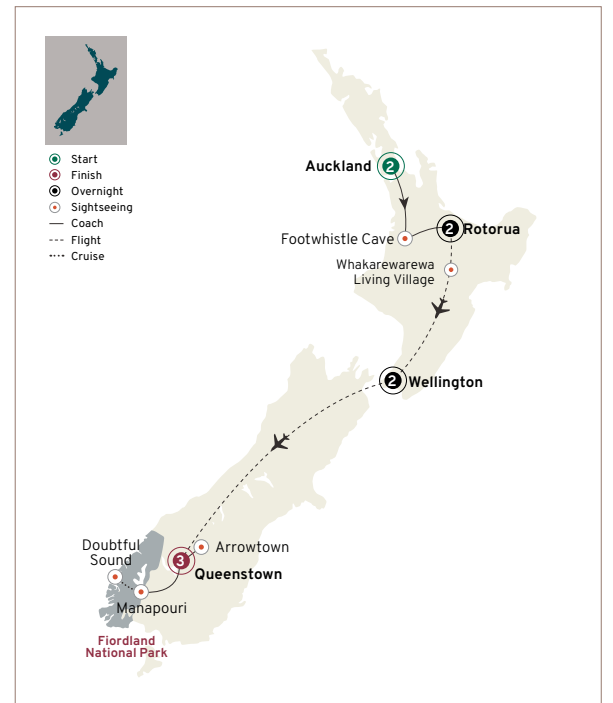 Start
Finish
Overnight
Sightseeing
Coach
Flight
Cruise
Auckland
2
Footwhistle Cave
2
Rotorua
Whakarewarewa
Living Village
2
Wellington
Arrowtown
3
Queenstown
Doubtful
Sound
Manapouri
Fiordland
National Park